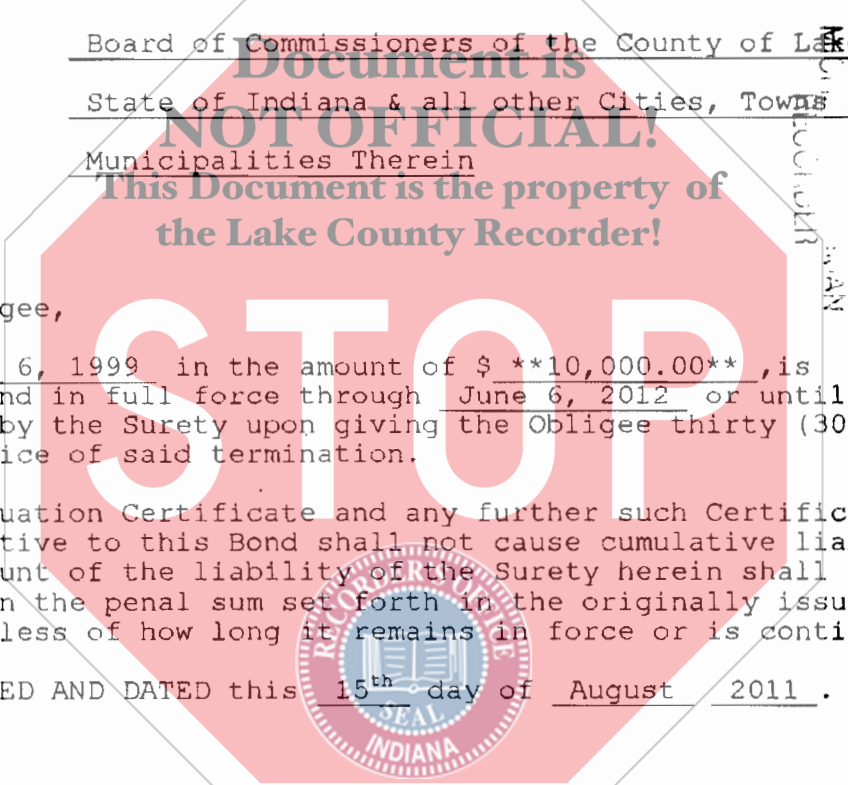 Board of Commissioners of the County of Lak
Document is
State of Indiana & all other Cities, Towns
NOT OFFICIAL!
Municipalities Therein
This Document is the property of
the Lake County Recorder!
RECORDER
gee,
6, 1999 in the amount of $ **10,000.00** ,is
nd in full force through June 6, 2012 or until
by the Surety upon giving the Obligee thirty (30
ice of said termination.
STOP
uation Certificate and any further such Certific
tive to this Bond shall not cause cumulative lia
unt of the liability of the Surety herein shall
n the penal sum set forth in the originally issu
less of how long it remains in force or is conti
ED AND DATED this 15th day of August 2011 .
RECORDER'S OFFICE
SEAL
INDIANA